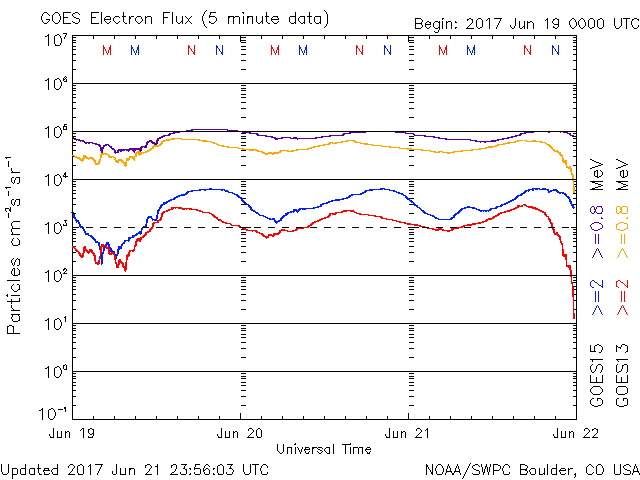 GOES Electron Flux (5 minute data)
Begin: 2017 Jun 19 0000 UTC
M M N N M M N N M M N N
10⁷
10⁶
10⁵
10⁴
10³
10²
10¹
10⁰
10⁻¹
Particles cm⁻²s⁻¹sr⁻¹
Jun 19 Jun 20 Jun 21 Jun 22
Universal Time
GOES15 >=2 >=0.8 MeV
GOES13 >=2 >=0.8 MeV
Updated 2017 Jun 21 23:56:03 UTC
NOAA/SWPC Boulder, CO USA